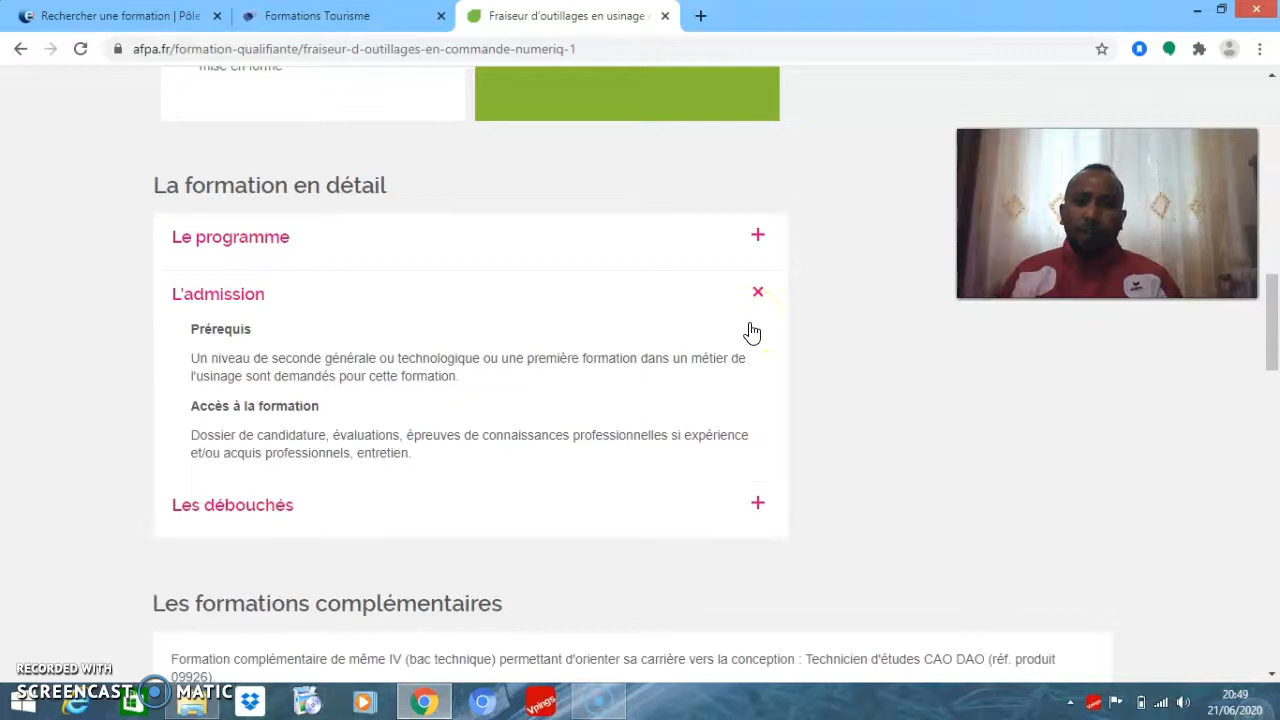 Rechercher une formation | Pôle
Formations Tourisme
Fraiseur d'outillages en usinage
afpa.fr/formation-qualifiante/fraiseur-d-outillages-en-commande-numeriq-1
mise en forme
La formation en détail
Le programme
L'admission
Prérequis
Un niveau de seconde générale ou technologique ou une première formation dans un métier de
l'usinage sont demandés pour cette formation.
Accès à la formation
Dossier de candidature, évaluations, épreuves de connaissances professionnelles si expérience
et/ou acquis professionnels, entretien.
Les débouchés
Les formations complémentaires
Formation complémentaire de même IV (bac technique) permettant d'orienter sa carrière vers la conception : Technicien d'études CAO DAO (réf. produit
09926).
RECORDED WITH
SCREENCAST MATIC
Vpings
20:49
21/06/2020